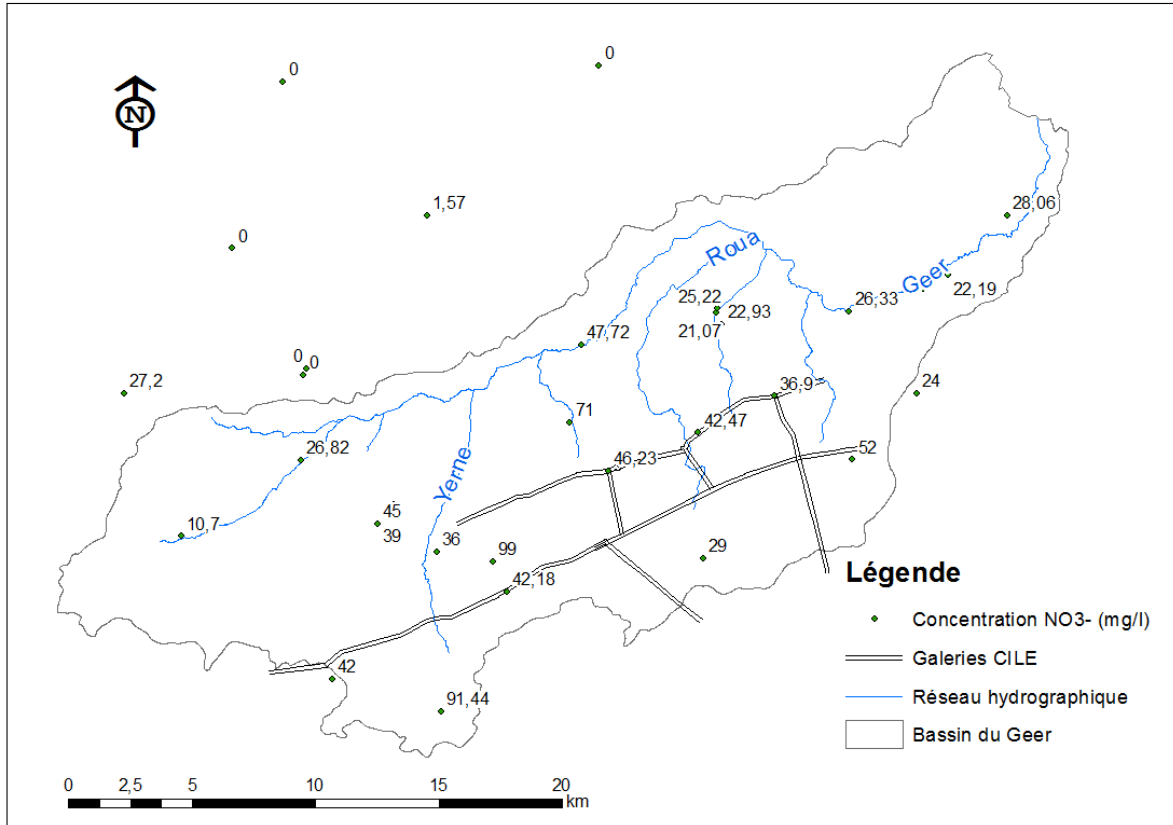 0
0
N
1,57
28,06
0
Roua
Geer
22,19
25,22
22,93
26,33
21,07
47,72
0
0
27,2
36,9
24
71
42,47
26,82
52
46,23
Yerne
45
39
10,7
36
99
29
42,18
Légende
Concentration NO3- (mg/l)
42
Galeries CILE
91,44
Réseau hydrographique
Bassin du Geer
0 2,5 5 10 15 20
km